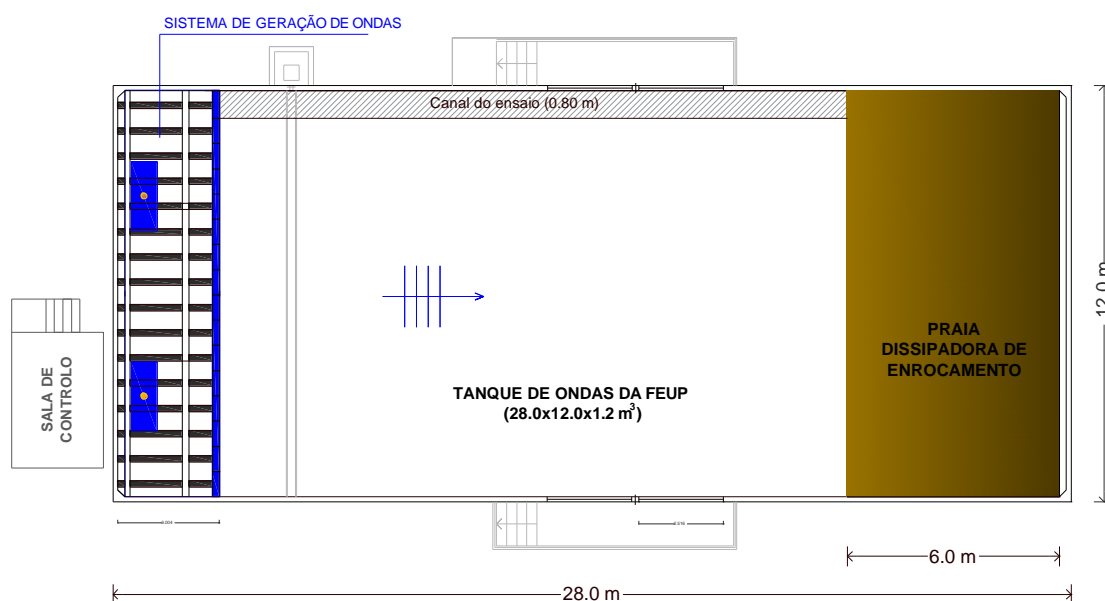 SISTEMA DE GERAÇÃO DE ONDAS
Canal do ensaio (0.80 m)
12.0 m
SALA DE
CONTROLO
PRAIA
DISSIPADORA DE
ENROCAMENTO
TANQUE DE ONDAS DA FEUP
(28.0x12.0x1.2 m³)
6.0 m
28.0 m